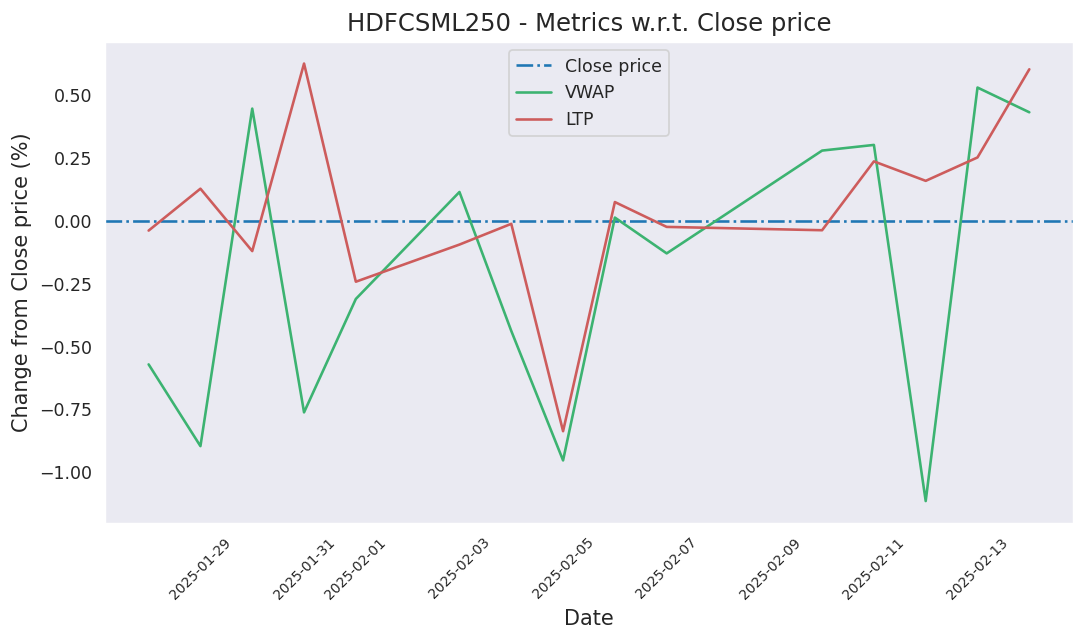 HDFCSML250 - Metrics w.r.t. Close price
Close price
VWAP
LTP
Change from Close price (%)
0.50
0.25
0.00
−0.25
−0.50
−0.75
−1.00
2025-01-29
2025-01-31
2025-02-01
2025-02-03
2025-02-05
2025-02-07
2025-02-09
2025-02-11
2025-02-13
Date